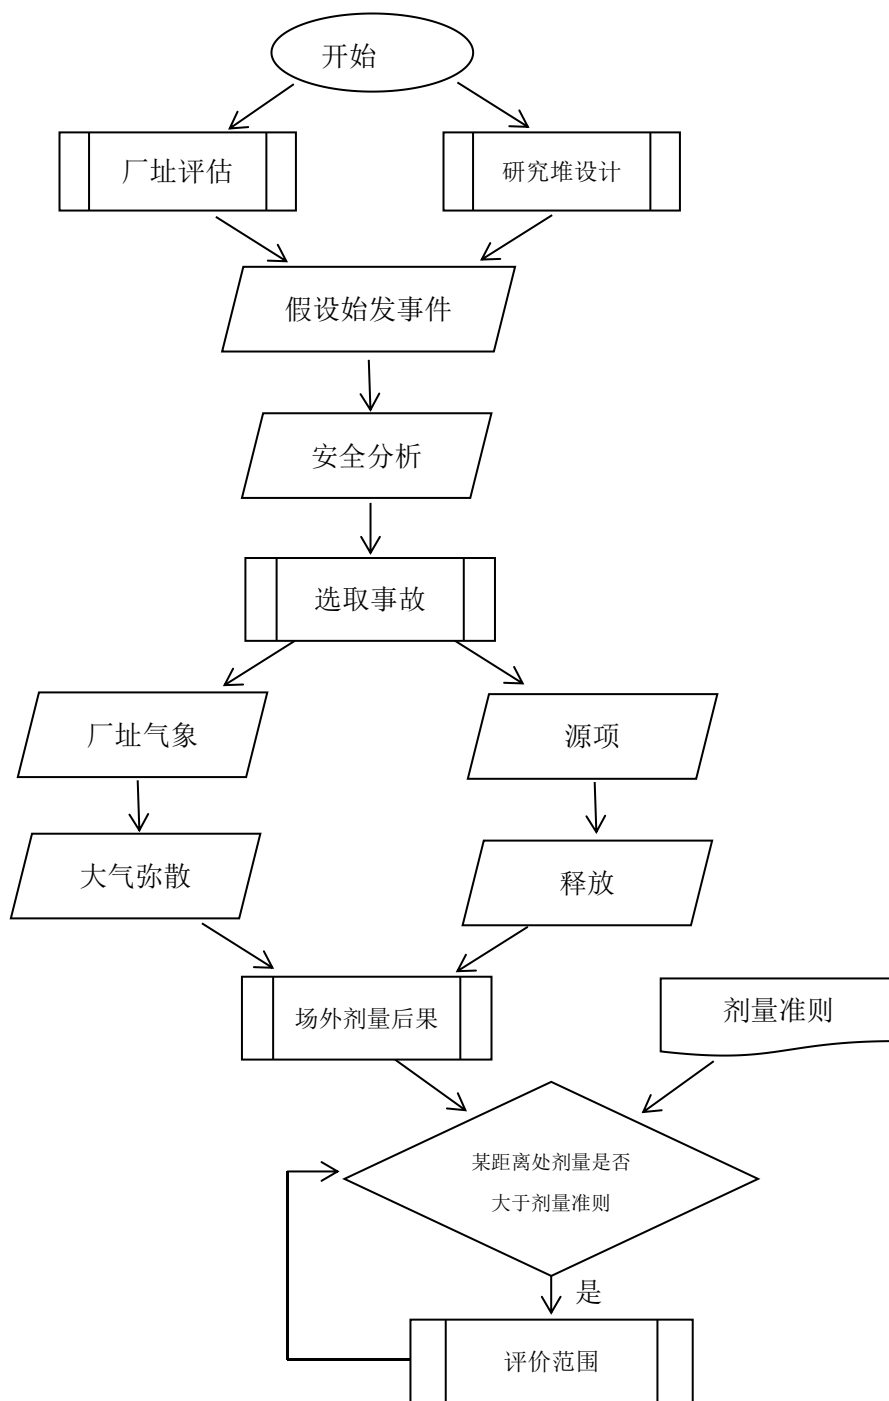 开始
厂址评估
研究堆设计
假设始发事件
安全分析
选取事故
厂址气象
源项
大气弥散
释放
场外剂量后果
剂量准则
某距离处剂量是否
大于剂量准则
是
评价范围